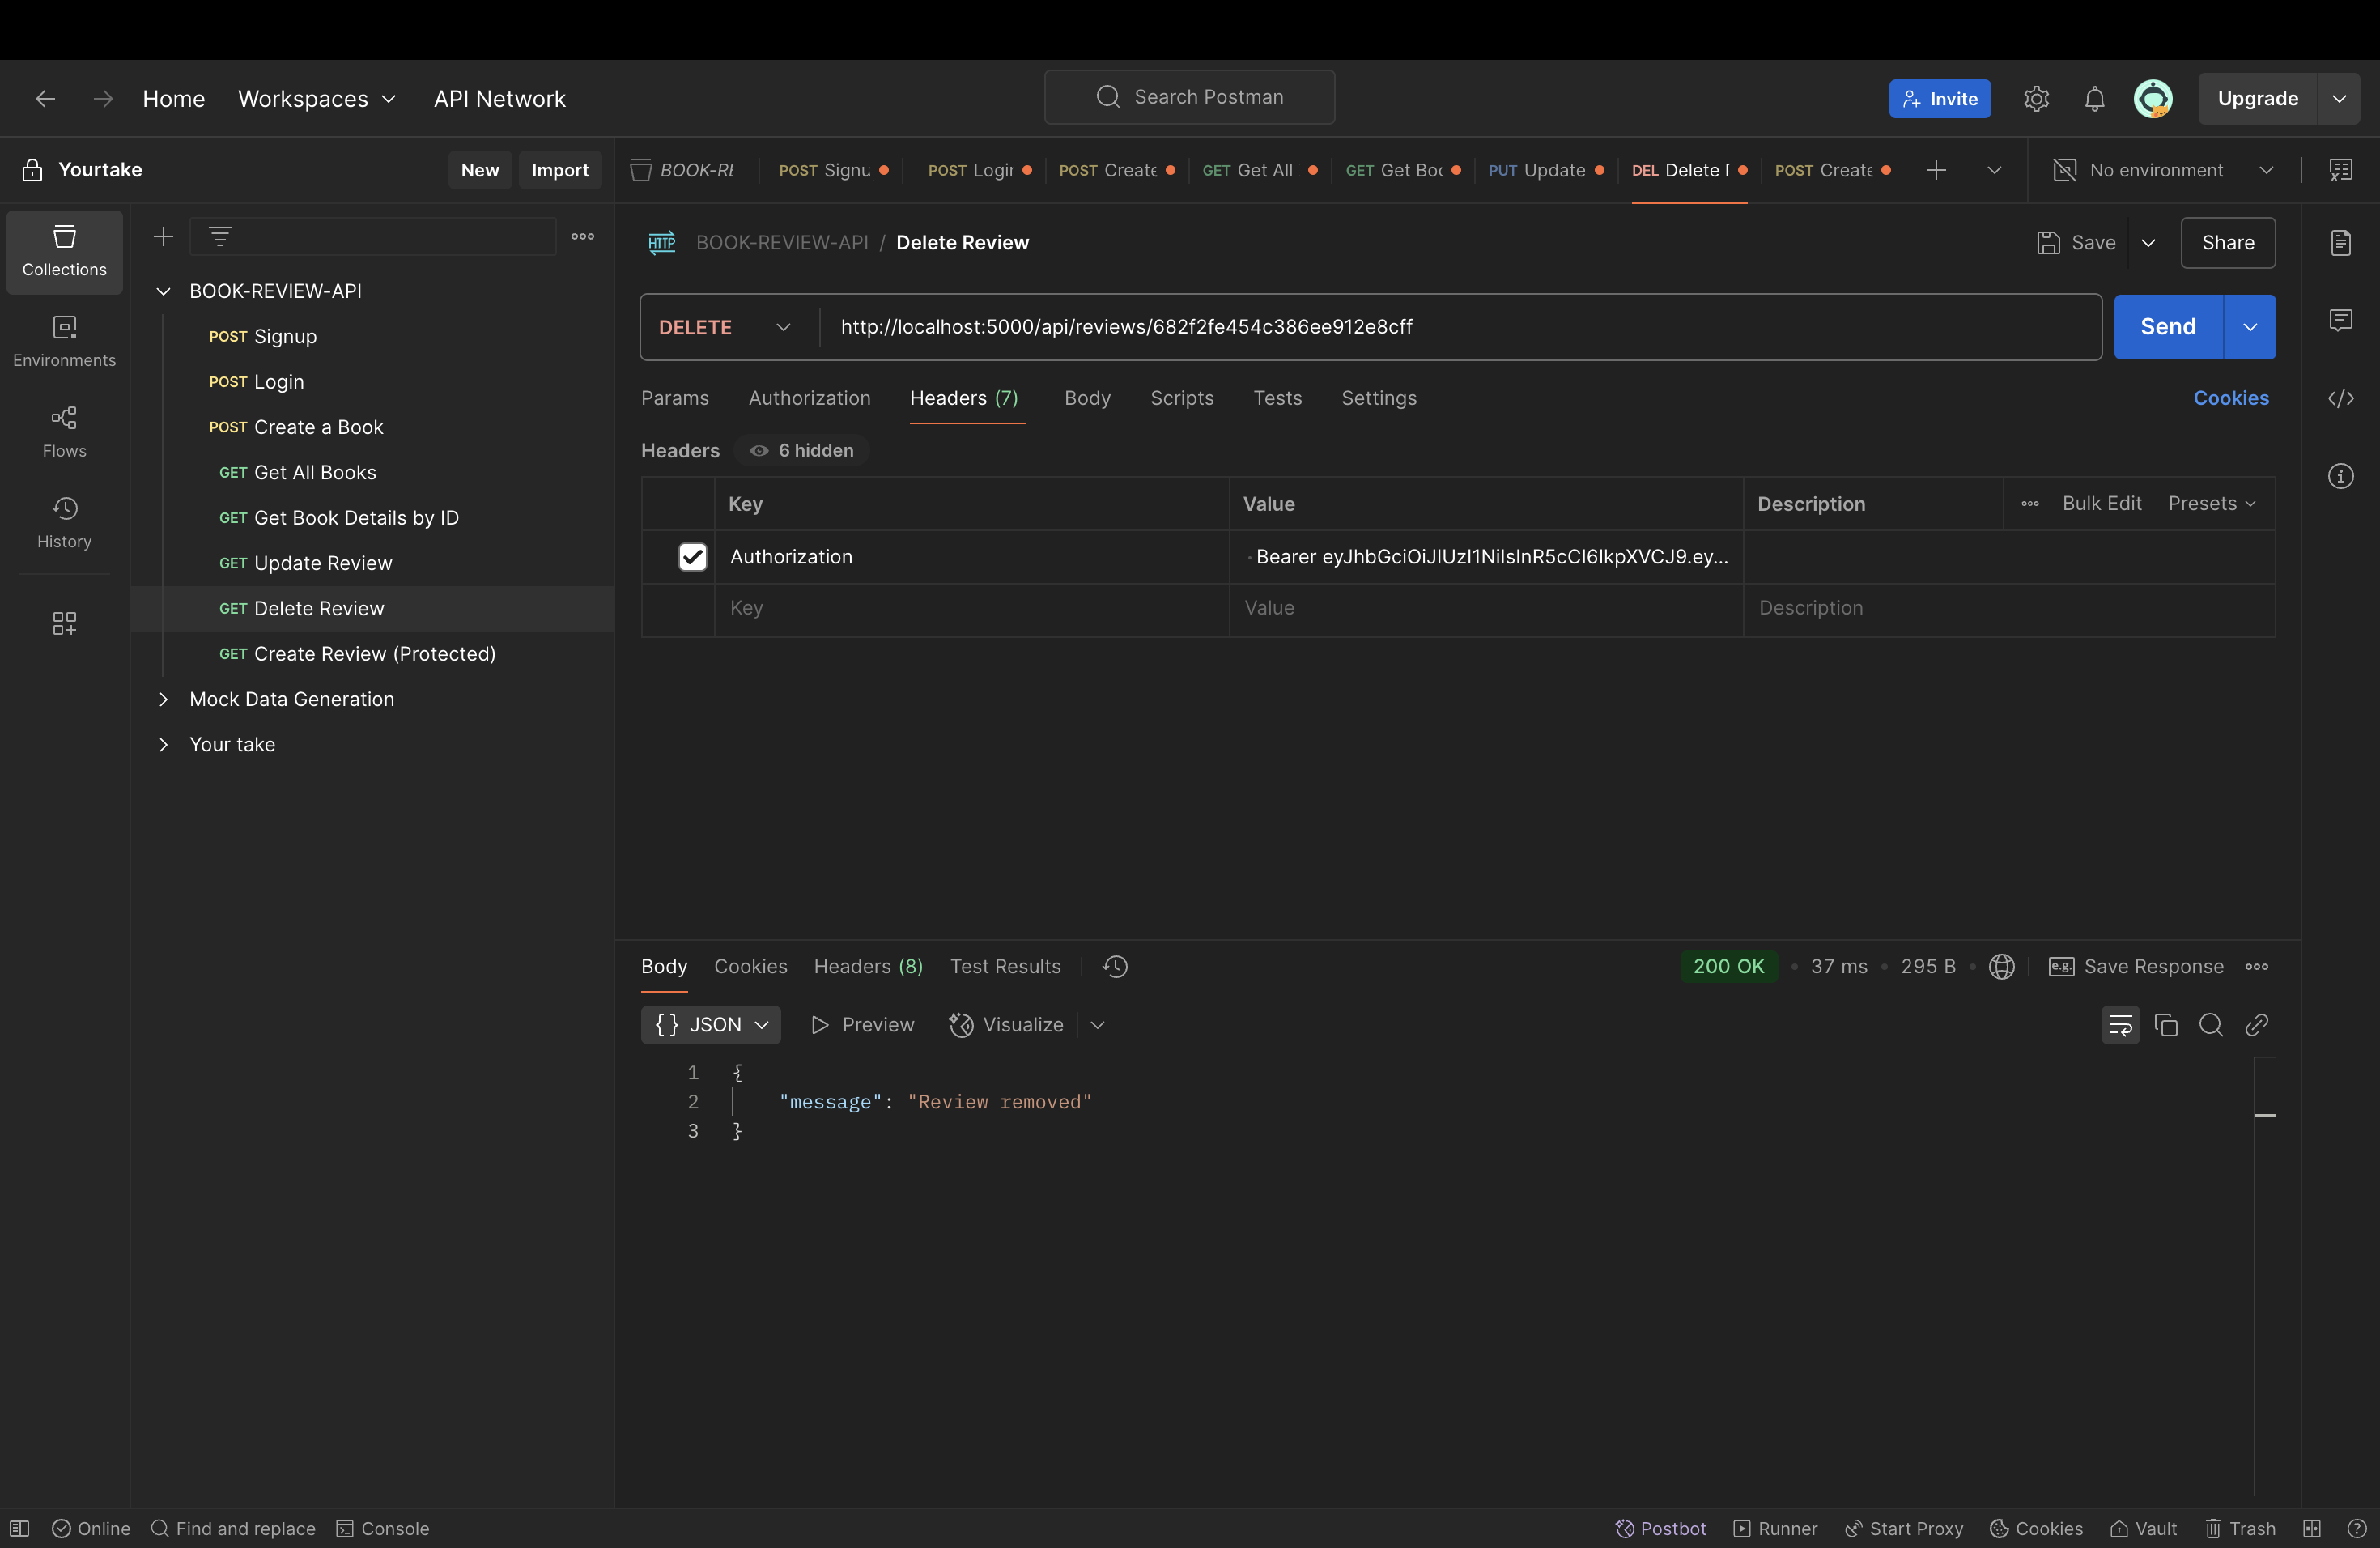 Home Workspaces API Network Search Postman Invite Upgrade
Yourtake New Import BOOK-RE POST Signu POST Login POST Create GET Get All GET Get Boo PUT Update DEL Delete POST Create No environment
Collections
Environments
Flows
History
BOOK-REVIEW-API
POST Signup
POST Login
POST Create a Book
GET Get All Books
GET Get Book Details by ID
GET Update Review
GET Delete Review
GET Create Review (Protected)
Mock Data Generation
Your take
HTTP BOOK-REVIEW-API / Delete Review Save Share
DELETE http://localhost:5000/api/reviews/682f2fe454c386ee912e8cff Send
Params Authorization Headers (7) Body Scripts Tests Settings Cookies
Headers 6 hidden
Key Value Description Bulk Edit Presets
Authorization Bearer eyJhbGciOiJIUzI1NiIsInR5cCI6IkpXVCJ9.ey...
Key Value Description
Body Cookies Headers (8) Test Results 200 OK • 37 ms • 295 B • e.g. Save Response
{} JSON Preview Visualize
1 {
2 "message": "Review removed"
3 }
Online Find and replace Console Postbot Runner Start Proxy Cookies Vault Trash